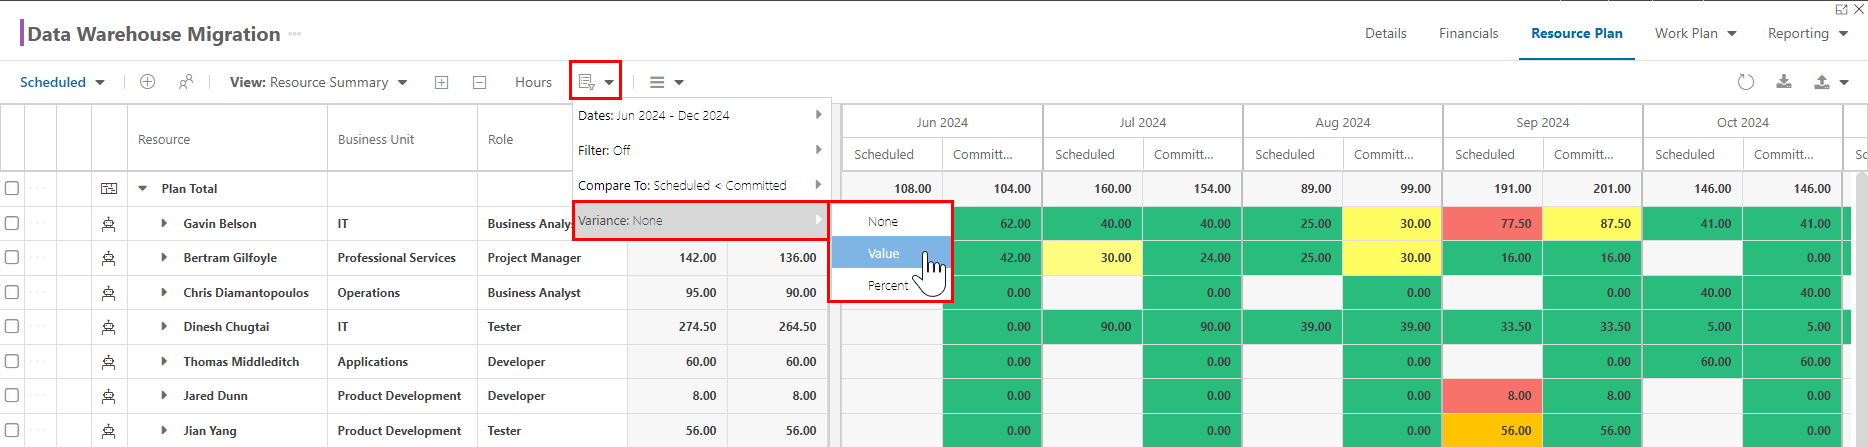 Data Warehouse Migration ···
Details Financials Resource Plan Work Plan Reporting
Scheduled View: Resource Summary Hours
Dates: Jun 2024 - Dec 2024
Filter: Off
Compare To: Scheduled < Committed
Variance: None
None
Value
Percent
Jun 2024 Jul 2024 Aug 2024 Sep 2024 Oct 2024
Resource Business Unit Role Scheduled Committ... Scheduled Committ... Scheduled Committ... Scheduled Committ... Scheduled Committ...
Plan Total 108.00 104.00 160.00 154.00 89.00 99.00 191.00 201.00 146.00 146.00
Gavin Belson IT Business Analyst 62.00 40.00 40.00 25.00 30.00 77.50 87.50 41.00 41.00
Bertram Gilfoyle Professional Services Project Manager 142.00 136.00 42.00 30.00 24.00 25.00 30.00 16.00 16.00 0.00
Chris Diamantopoulos Operations Business Analyst 95.00 90.00 0.00 0.00 0.00 0.00 40.00 40.00
Dinesh Chugtai IT Tester 274.50 264.50 0.00 90.00 90.00 39.00 39.00 33.50 33.50 5.00 5.00
Thomas Middleditch Applications Developer 60.00 60.00 0.00 0.00 0.00 0.00 60.00 60.00
Jared Dunn Product Development Developer 8.00 8.00 0.00 0.00 0.00 8.00 8.00 0.00
Jian Yang Product Development Tester 56.00 56.00 0.00 0.00 0.00 56.00 56.00 0.00